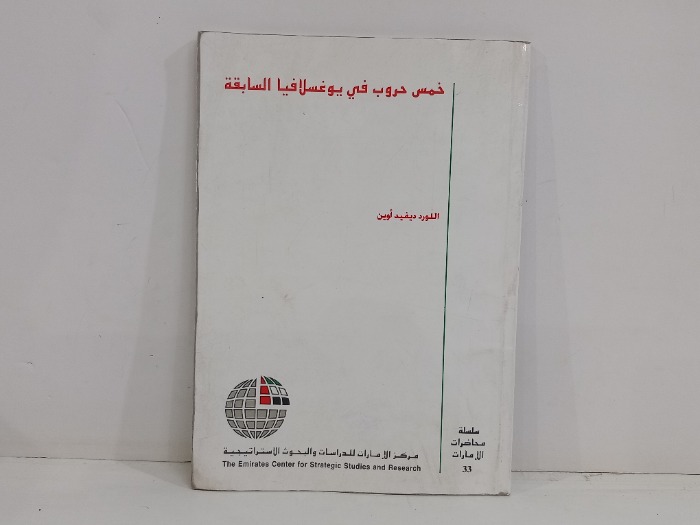 خمس حروب في يوغسلافيا السابقة
اللورد ديفيد أوين
سلسلة
محاضرات
الإمارات
33
مركز الإمارات للدراسات والبحوث الاستراتيجية
The Emirates Center for Strategic Studies and Research